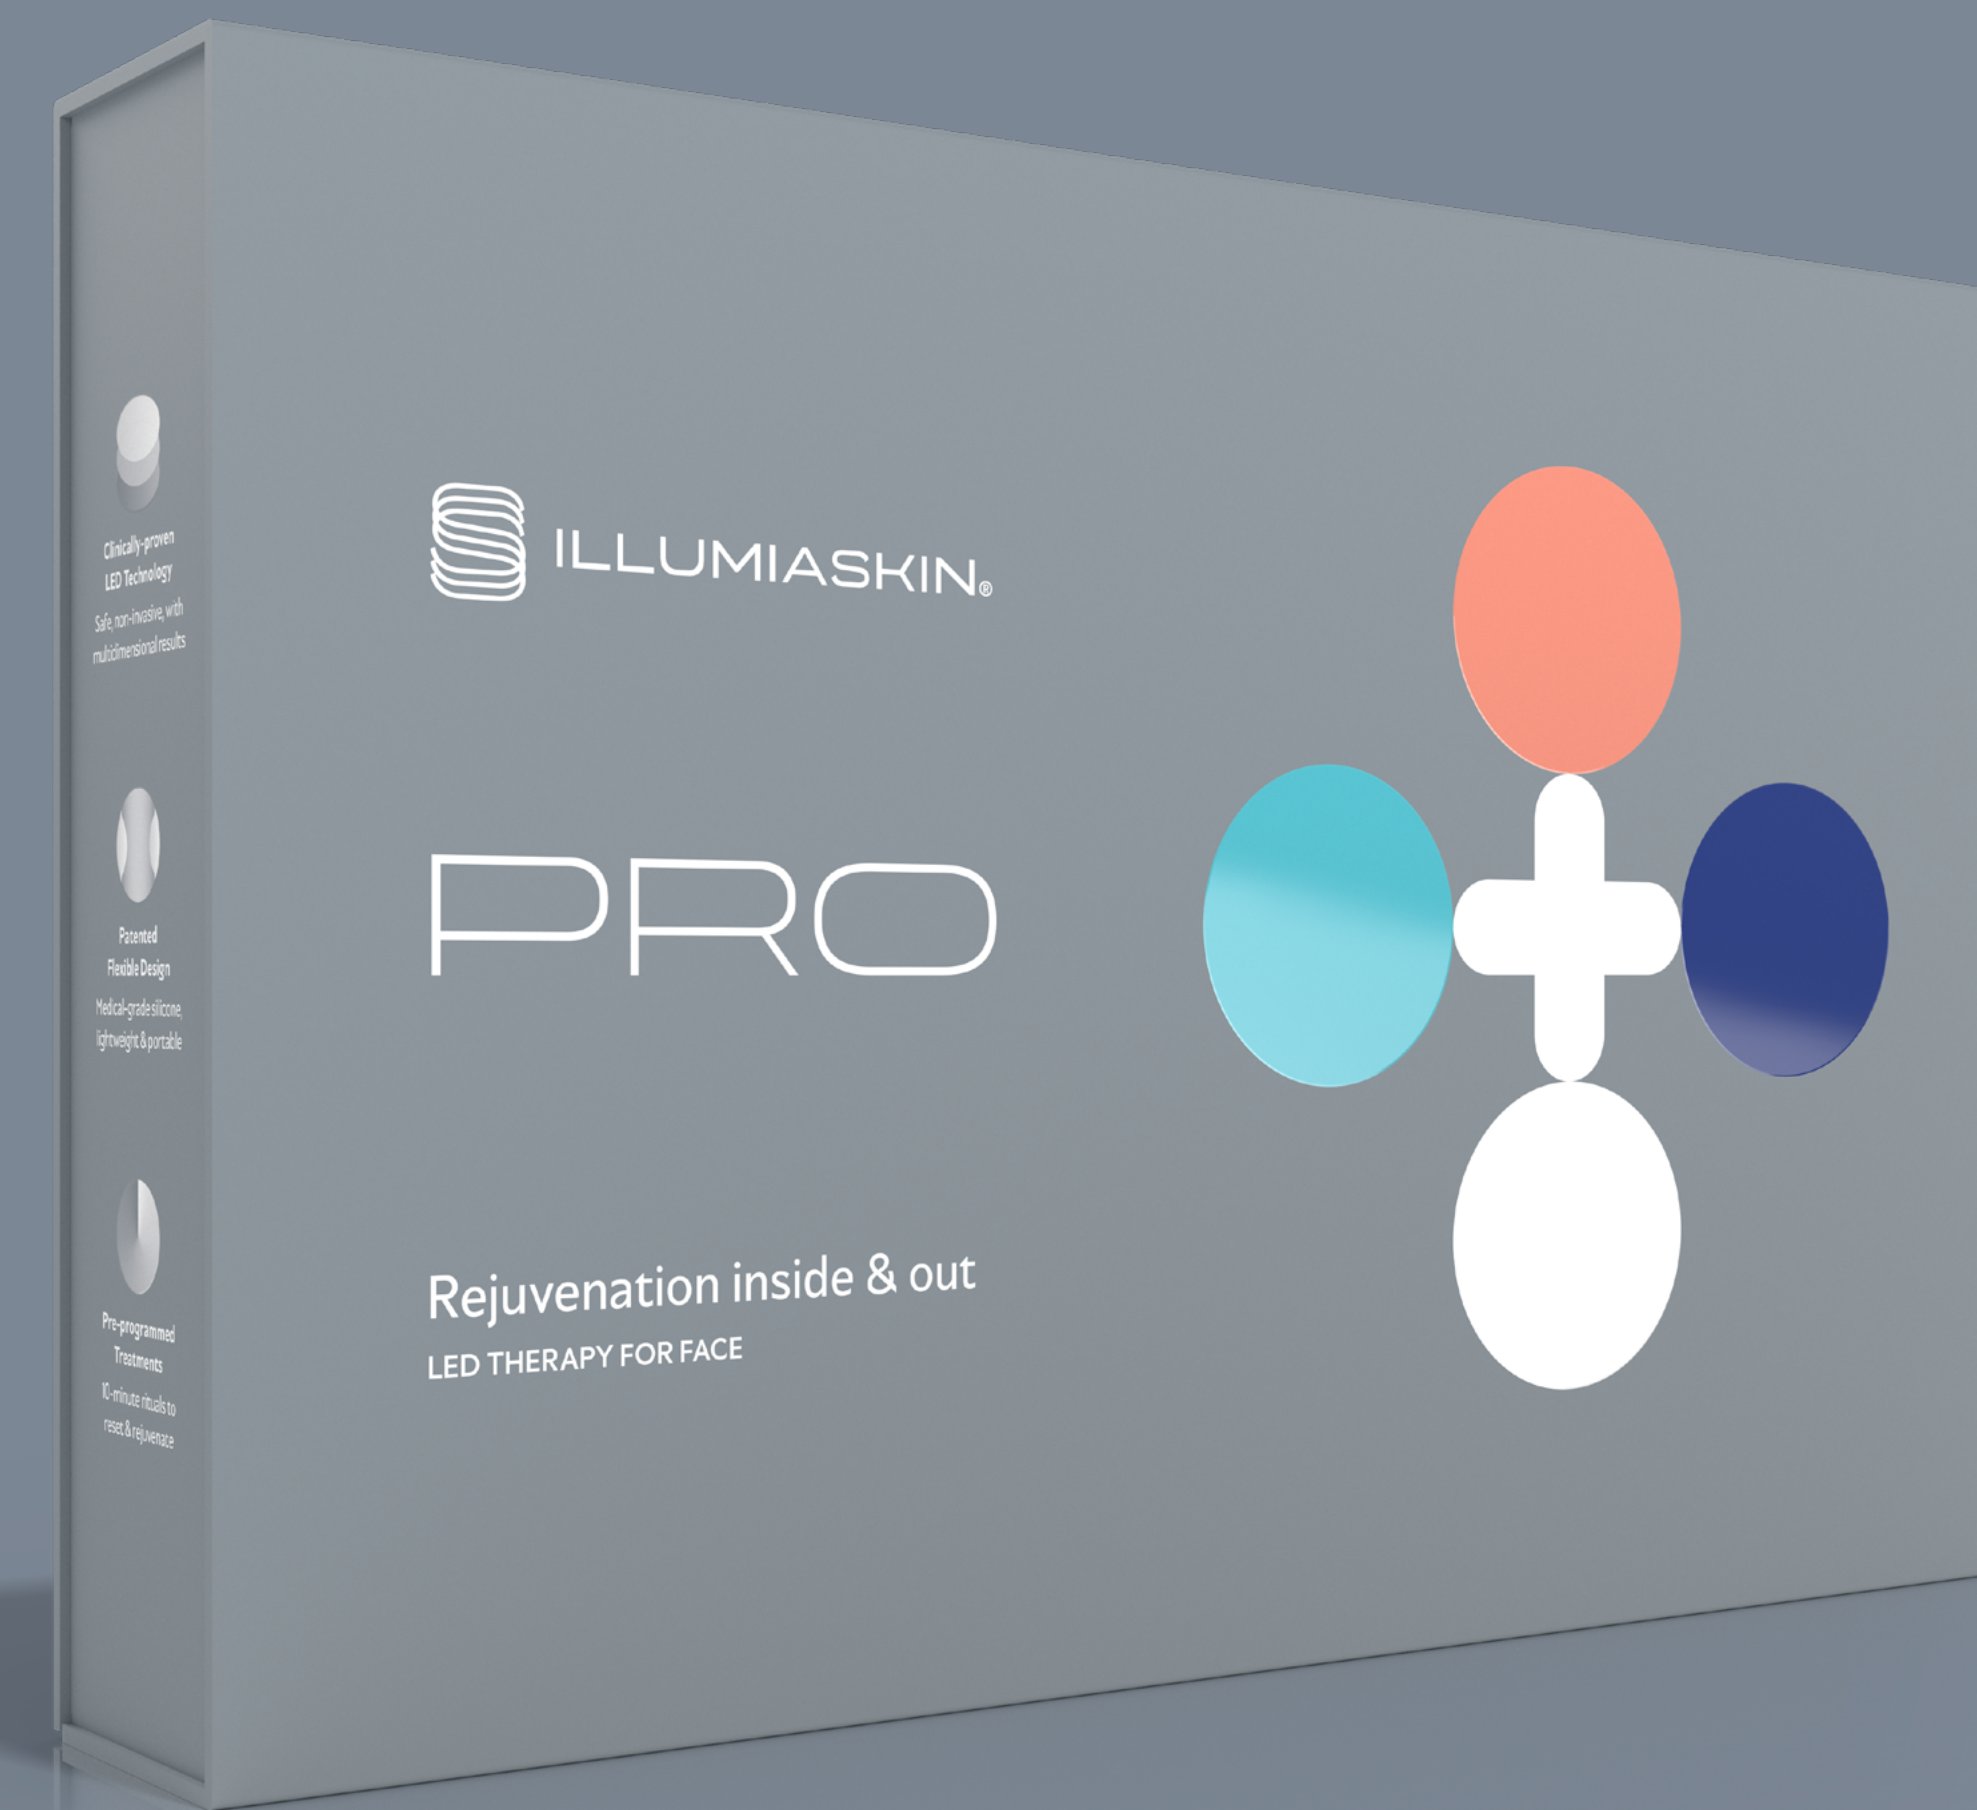 ILLUMIASKIN®
PRO
Rejuvenation inside & out
LED THERAPY FOR FACE
Clinically-proven
LED Technology
Safe, non-invasive, with
multidimensional results
Patented
Flexible Design
Medical-grade silicone,
lightweight & portable
Pre-programmed
Treatments
10-minute rituals to
reset & rejuvenate